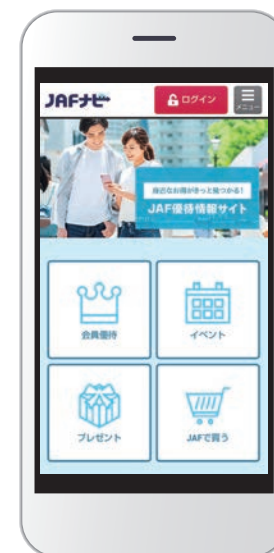 JAFナビ
ログイン
メニュー
身近なお得がきっと見つかる!
JAF優待情報サイト
会員優待
イベント
プレゼント
JAFで買う